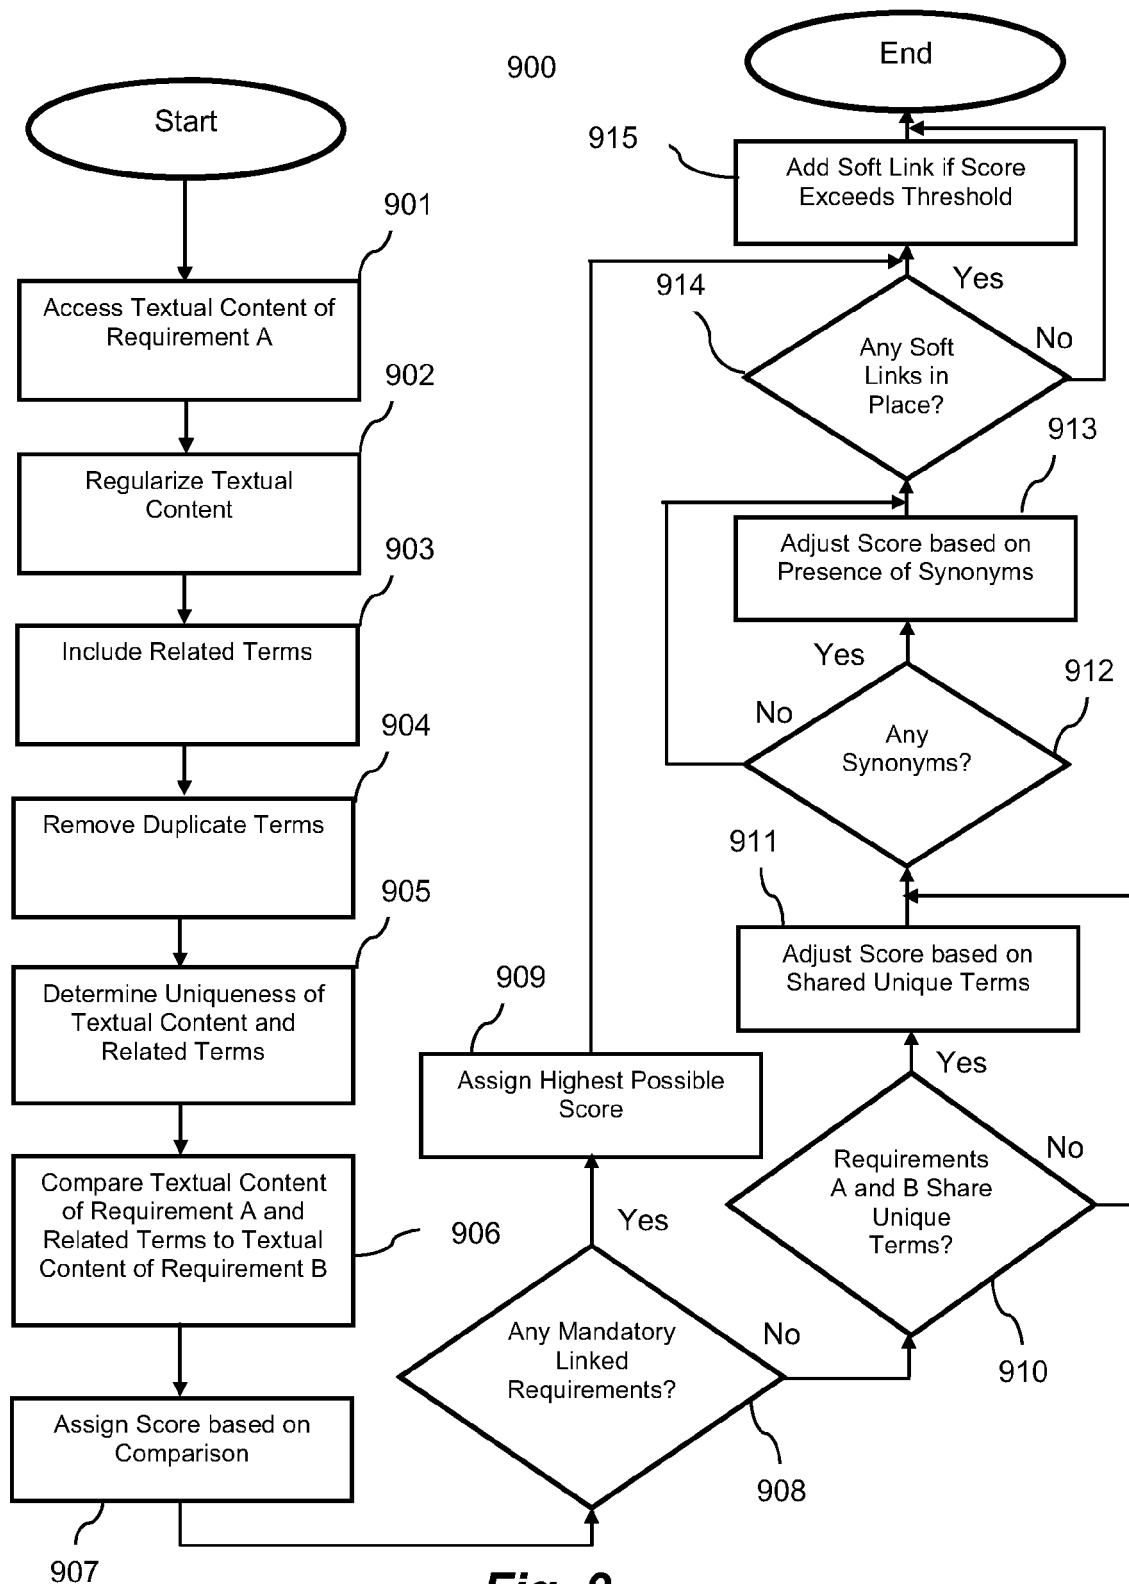 900
Start
901
Access Textual Content of
Requirement A
902
Regularize Textual
Content
903
Include Related Terms
904
Remove Duplicate Terms
905
Determine Uniqueness of
Textual Content and
Related Terms
Compare Textual Content
of Requirement A and
Related Terms to Textual
Content of Requirement B
906
Assign Score based on
Comparison
907
Any Mandatory
Linked
Requirements?
908
Yes
No
909
Assign Highest Possible
Score
Requirements
A and B Share
Unique
Terms?
910
Yes
No
911
Adjust Score based on
Shared Unique Terms
912
Any
Synonyms?
Yes
No
913
Adjust Score based on
Presence of Synonyms
914
Any Soft
Links in
Place?
Yes
No
915
Add Soft Link if Score
Exceeds Threshold
End